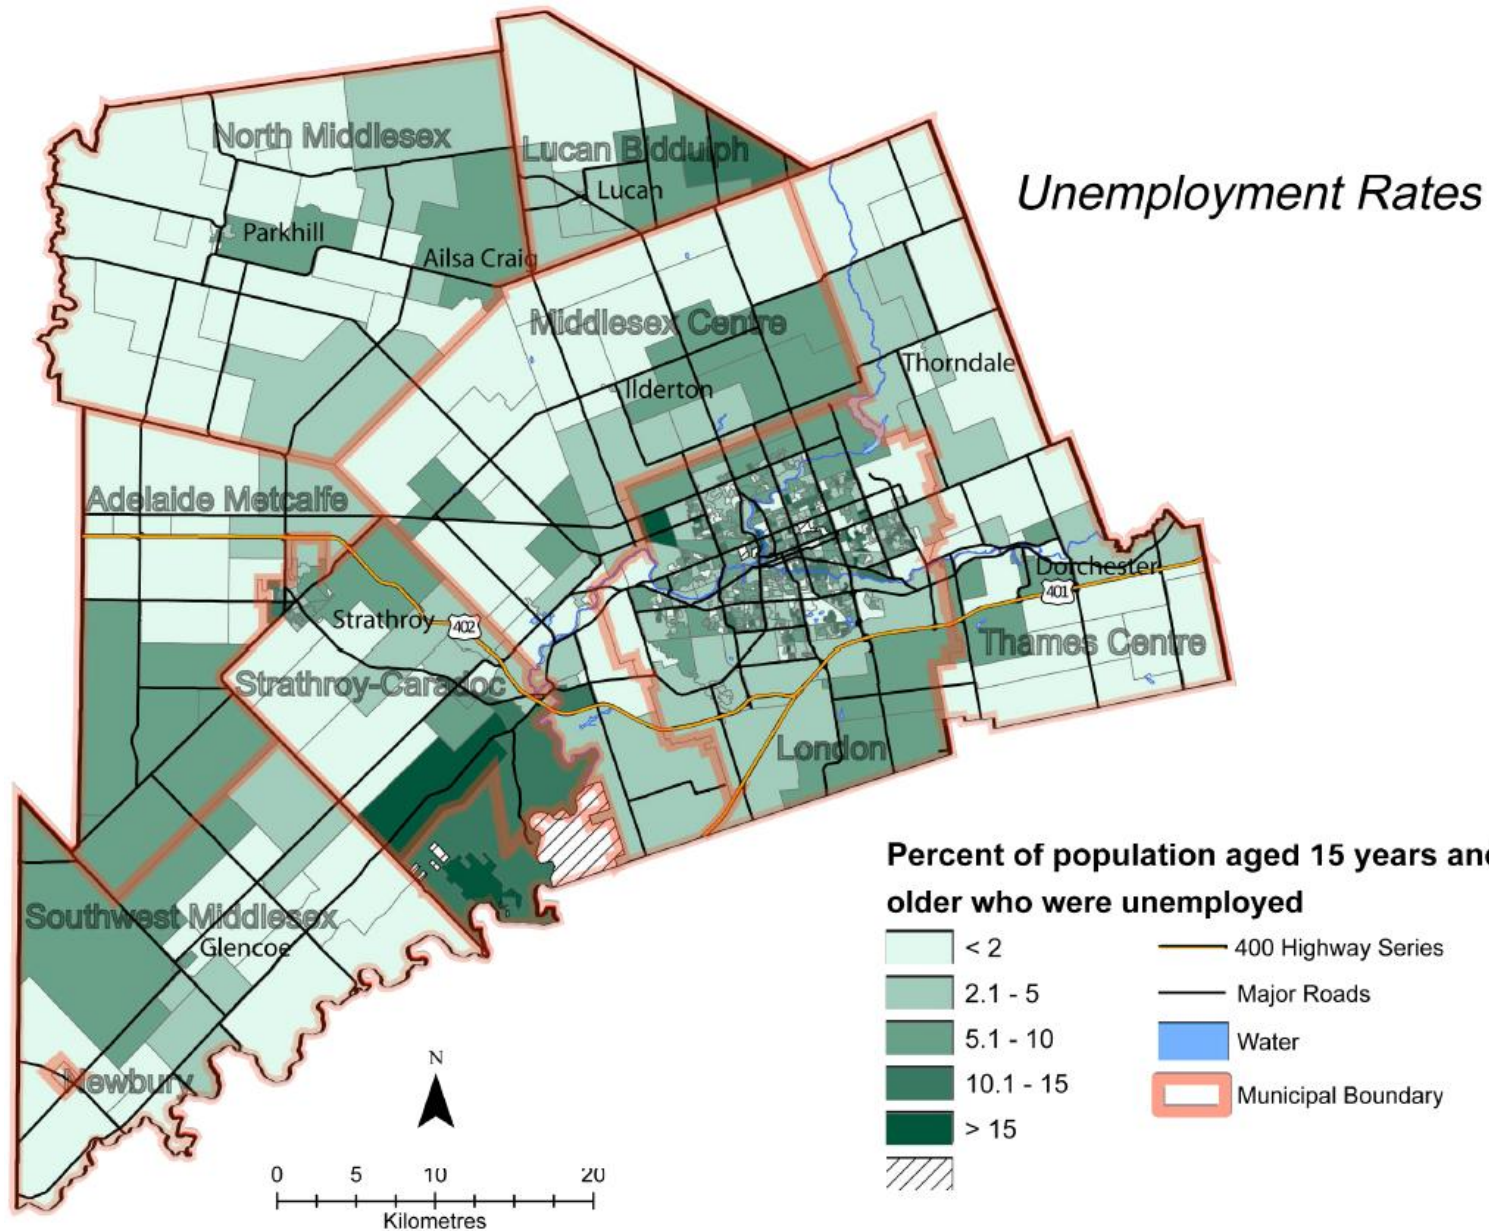 Unemployment Rates
North Middlesex
Lucan Biddulph
Lucan
Parkhill
Ailsa Craig
Middlesex Centre
Thorndale
Ilderton
Adelaide Metcalfe
Dorchester
401
Strathroy
402
Thames Centre
Strathroy-Caradoc
London
Southwest Middlesex
Glencoe
Newbury
N
0 5 10 20
Kilometres
Percent of population aged 15 years and
older who were unemployed
< 2
2.1 - 5
5.1 - 10
10.1 - 15
> 15
400 Highway Series
Major Roads
Water
Municipal Boundary